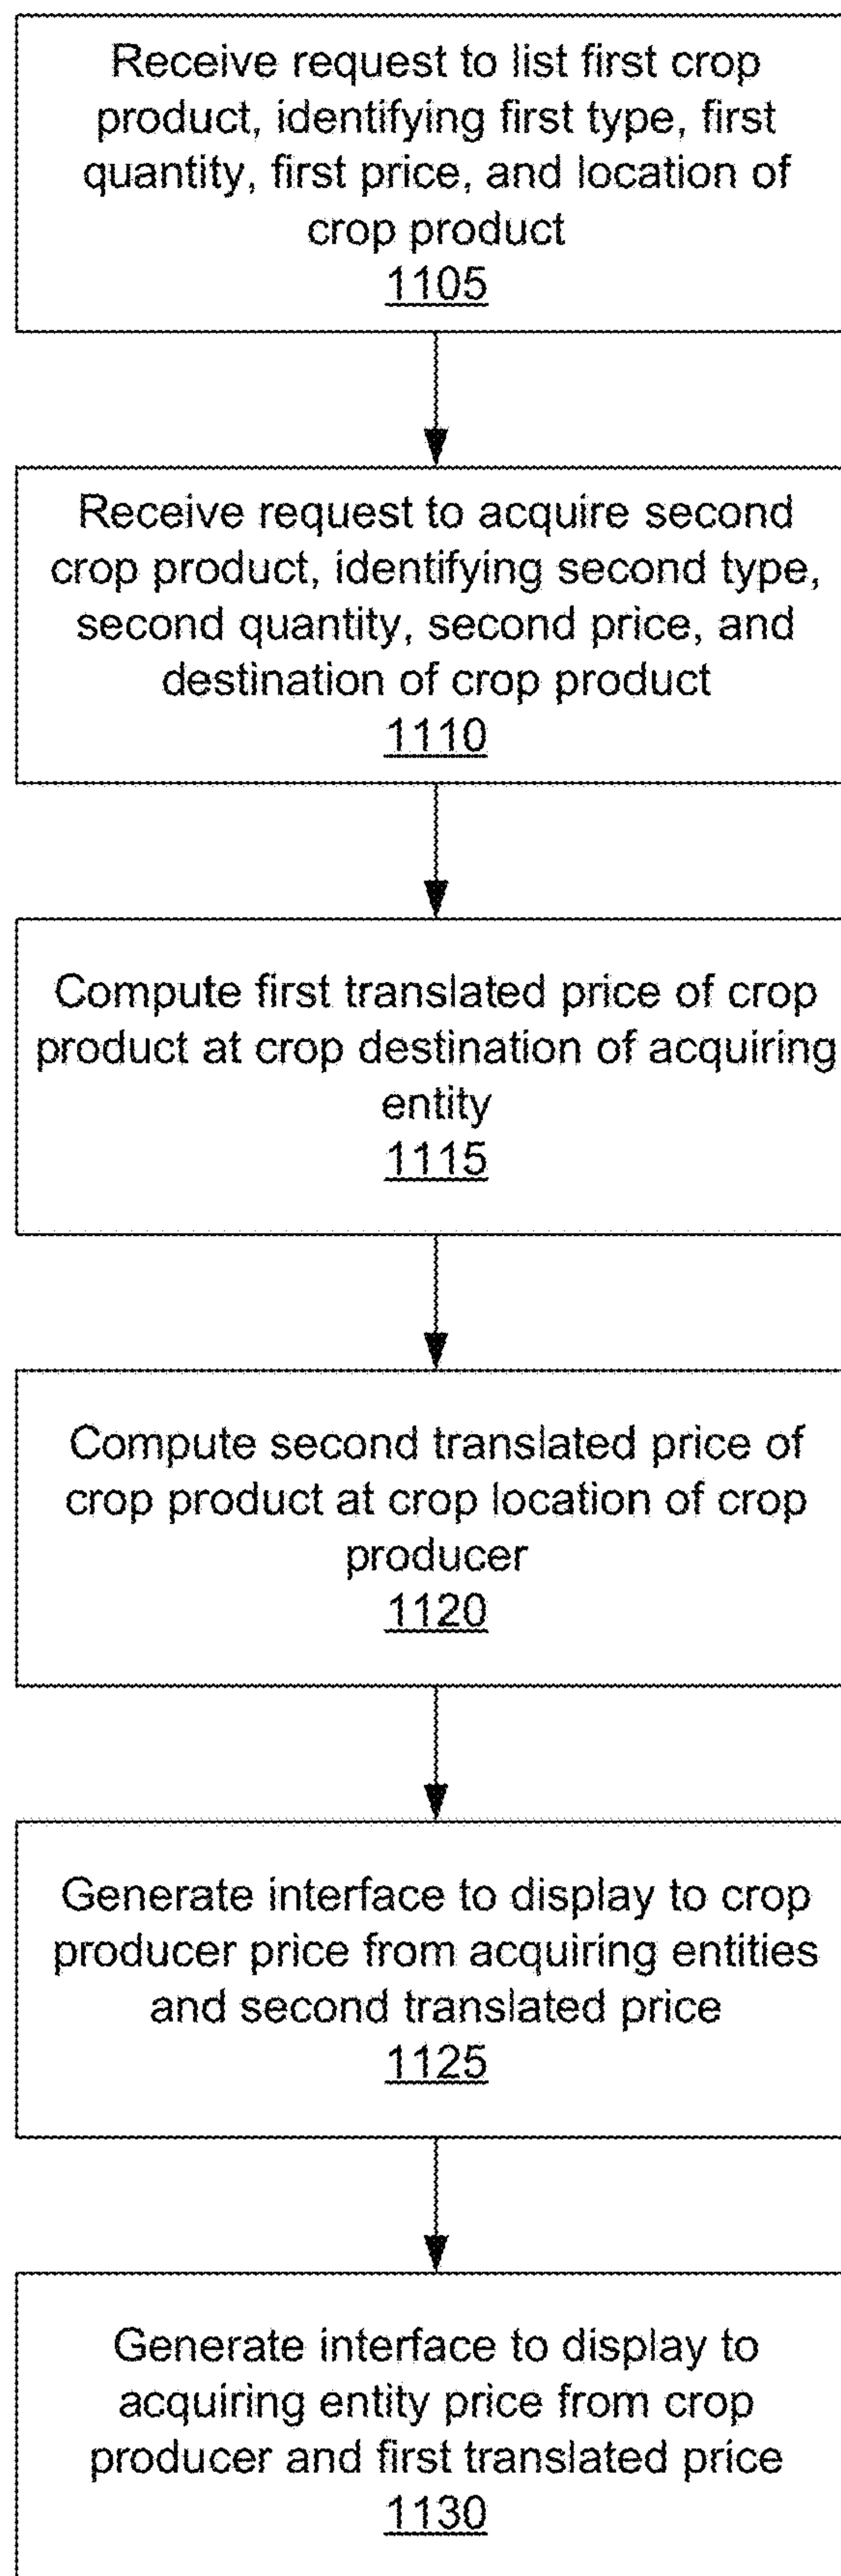 Receive request to list first crop
product, identifying first type, first
quantity, first price, and location of
crop product
1105
Receive request to acquire second
crop product, identifying second type,
second quantity, second price, and
destination of crop product
1110
Compute first translated price of crop
product at crop destination of acquiring
entity
1115
Compute second translated price of
crop product at crop location of crop
producer
1120
Generate interface to display to crop
producer price from acquiring entities
and second translated price
1125
Generate interface to display to
acquiring entity price from crop
producer and first translated price
1130